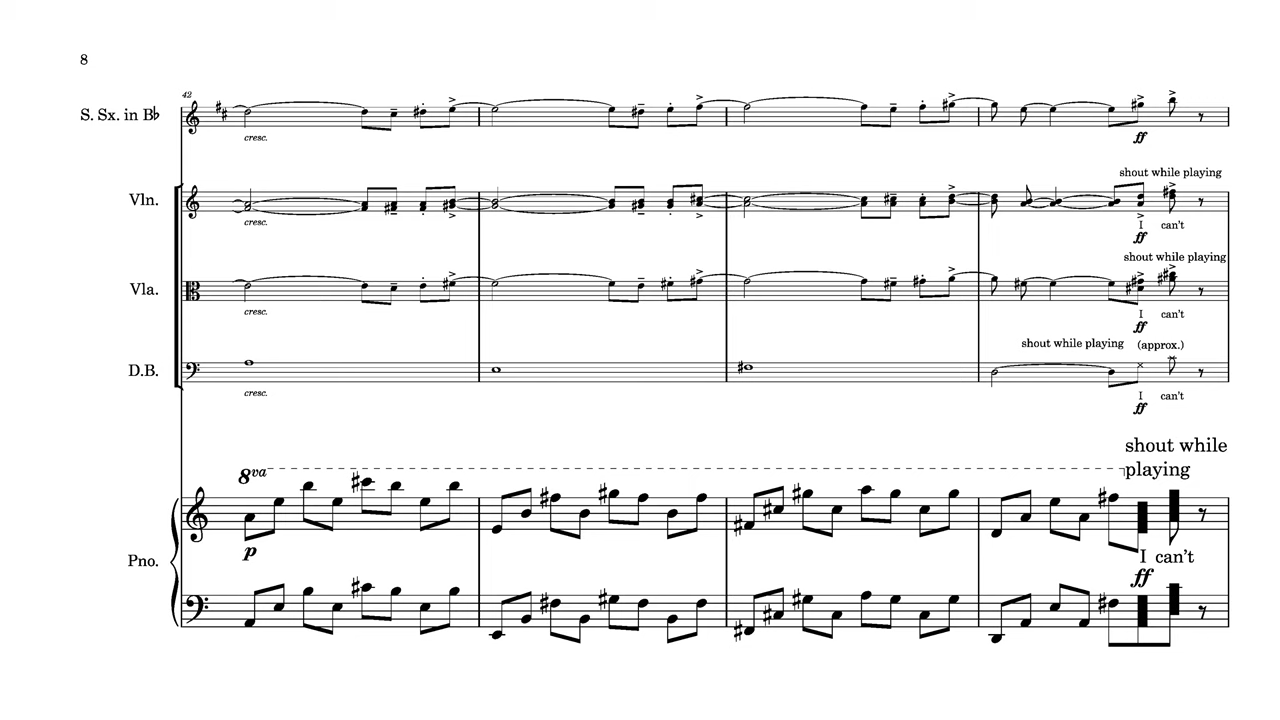 8
42
S. Sx. in B♭
cresc.
ff
shout while playing
Vln.
cresc.
I can't
ff
shout while playing
Vla.
cresc.
I can't
ff
shout while playing (approx.)
D.B.
cresc.
I can't
ff
shout while
8va
playing
p
Pno.
I can't
ff